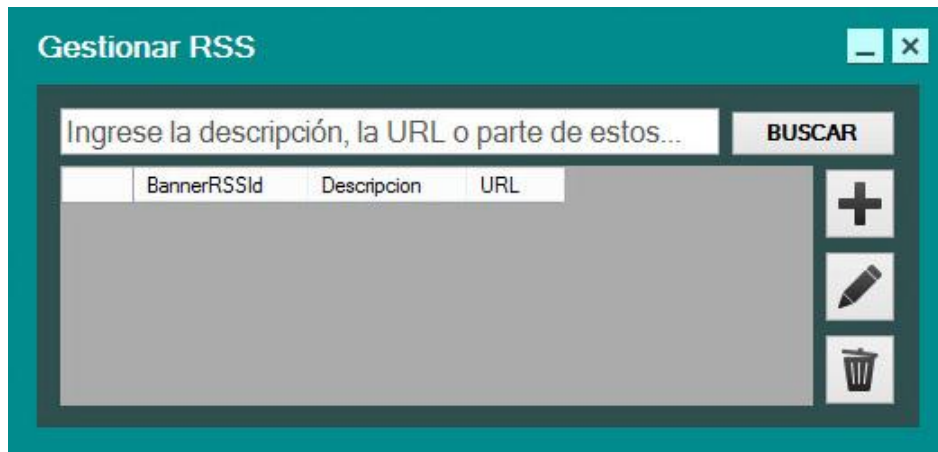 Gestionar RSS
Ingrese la descripción, la URL o parte de estos... BUSCAR
BannerRSSId Descripcion URL